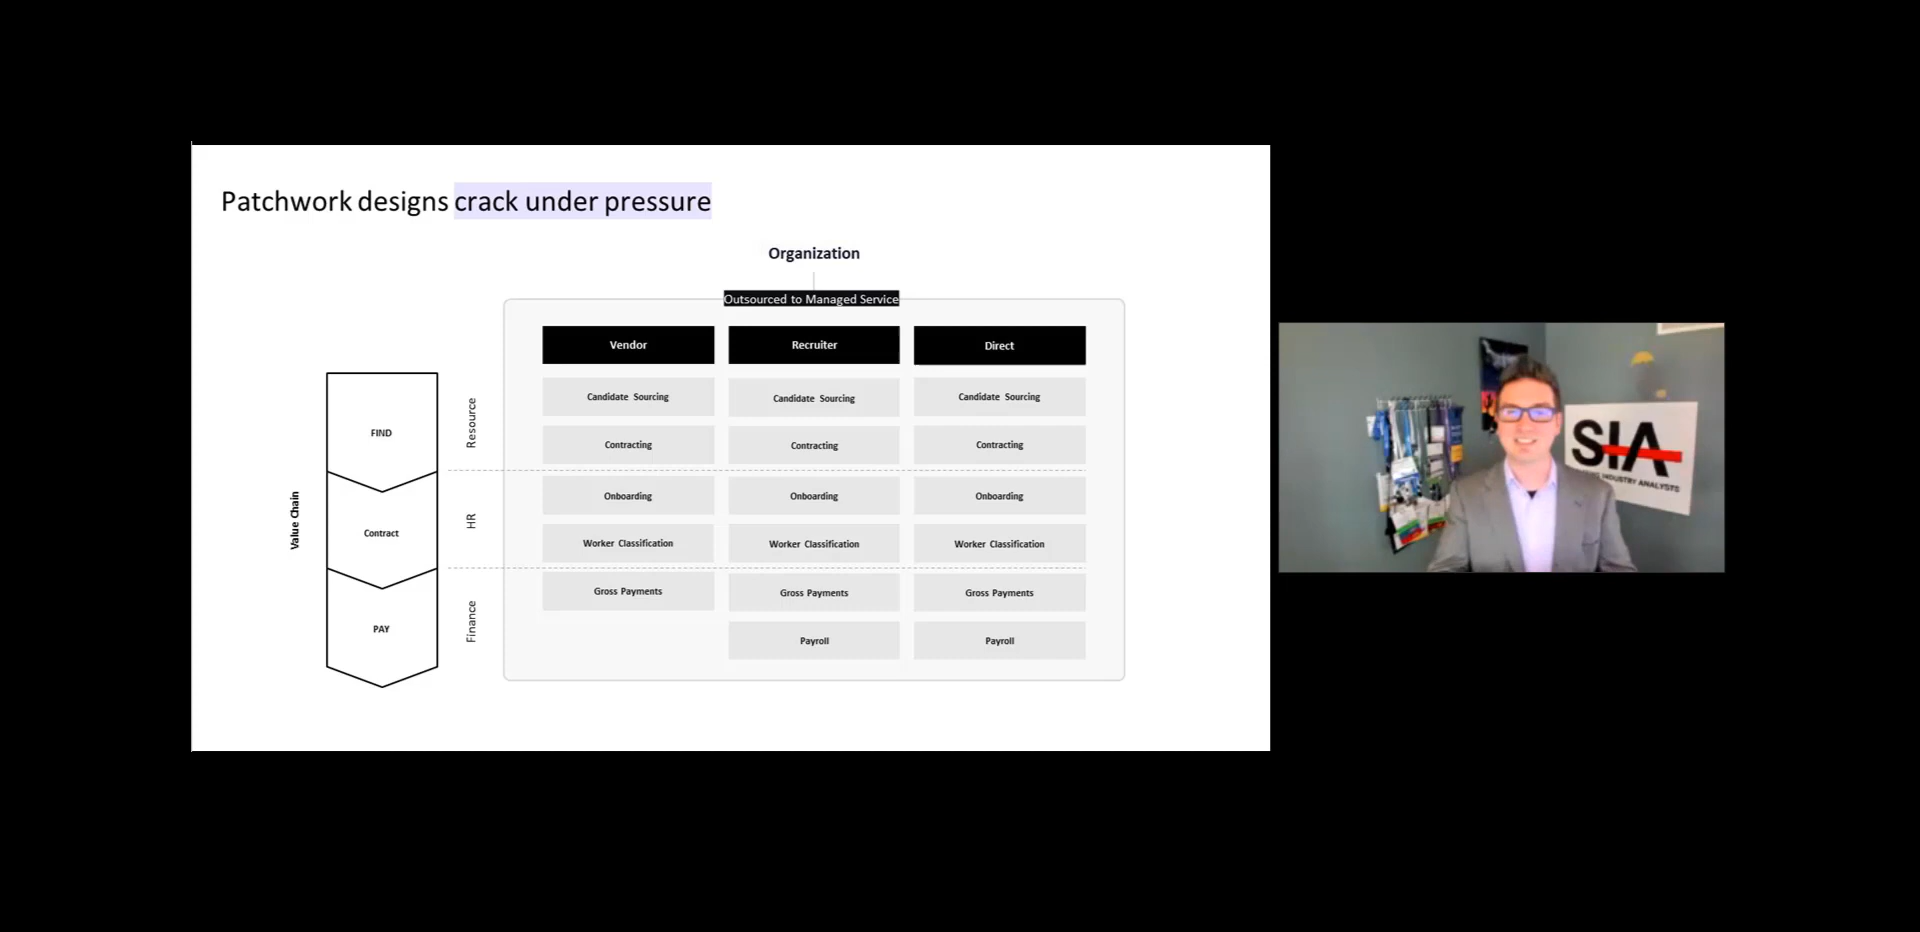 Patchwork designs crack under pressure
Organization
Outsourced to Managed Service
Vendor
Recruiter
Direct
Value Chain
FIND
Contract
PAY
Resource
HR
Finance
Candidate Sourcing
Candidate Sourcing
Candidate Sourcing
Contracting
Contracting
Contracting
Onboarding
Onboarding
Onboarding
Worker Classification
Worker Classification
Worker Classification
Gross Payments
Gross Payments
Gross Payments
Payroll
Payroll
SIA
INDUSTRY ANALYSTS